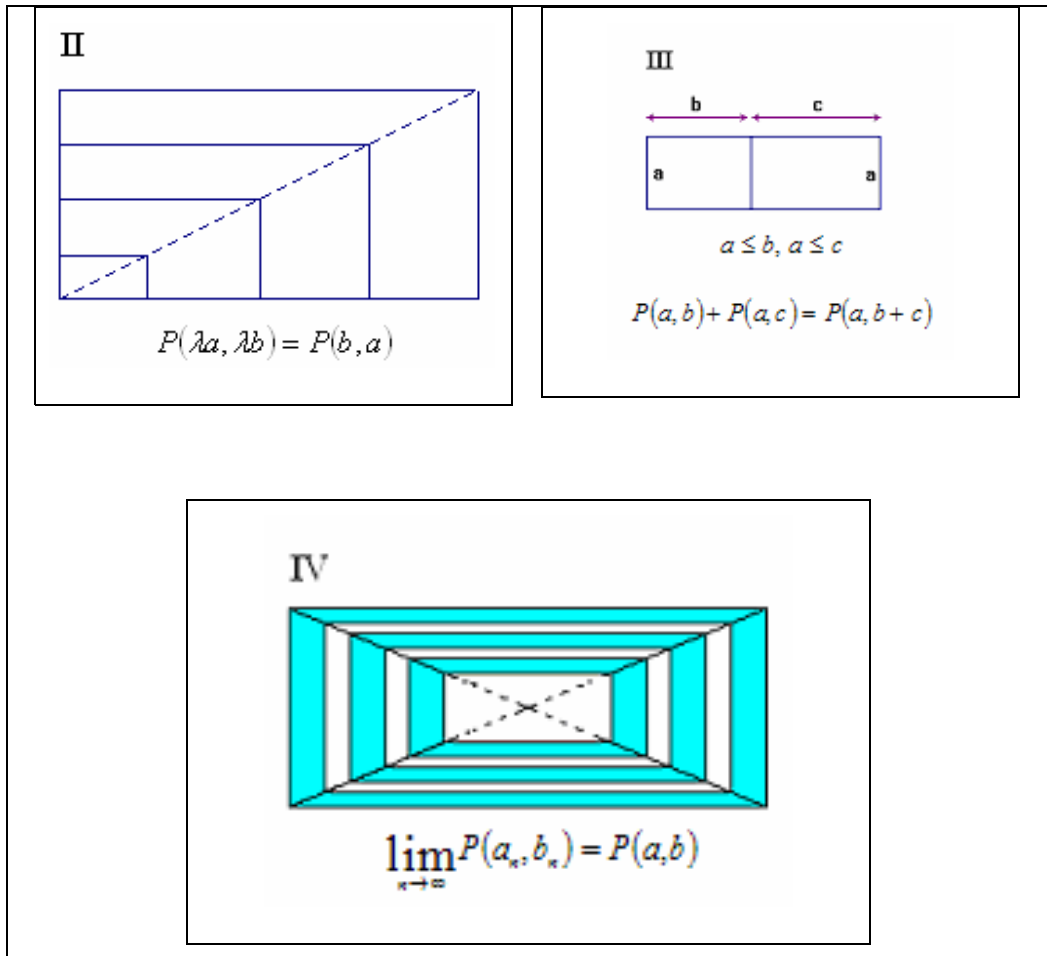 II
P(λa, λb) = P(b, a)
III
b c
a a
a ≤ b, a ≤ c
P(a, b) + P(a, c) = P(a, b + c)
IV
lim P(aₙ, bₙ) = P(a, b)
n→∞